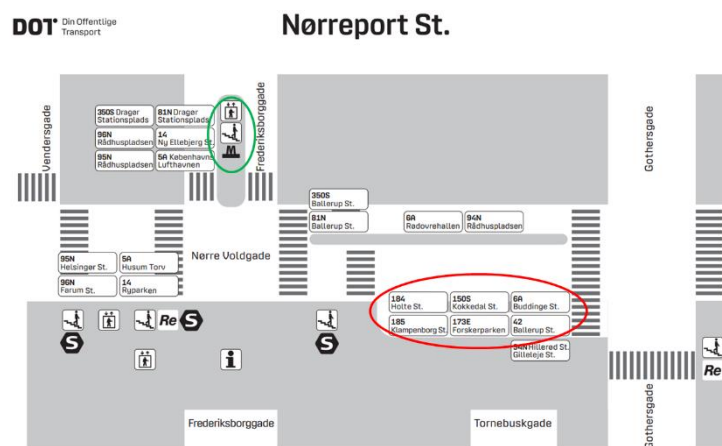 DOT Din Offentlige
Transport
Nørreport St.
Vendersgade
350S Dragør
Stationsplads
81N Dragør
Stationsplads
96N
Rådhuspladsen
14
Ny Ellebjerg St.
95N
Rådhuspladsen
5A Københavns
Lufthavnen
M
Frederiksborggade
Gothersgade
350S
Ballerup St.
81N
Ballerup St.
6A
Rødovrehallen
94N
Rådhuspladsen
95N
Helsingør St.
5A
Husum Torv
96N
Farum St.
14
Ryparken
Nørre Voldgade
184
Holte St.
150S
Kokkedal St.
6A
Buddinge St.
185
Klampenborg St.
173E
Forskerparken
42
Ballerup St.
94N Hillerød St.
Gilleleje St.
S
Re S
S
i
Re
Frederiksborggade
Tornebuskgade
Gothersgade